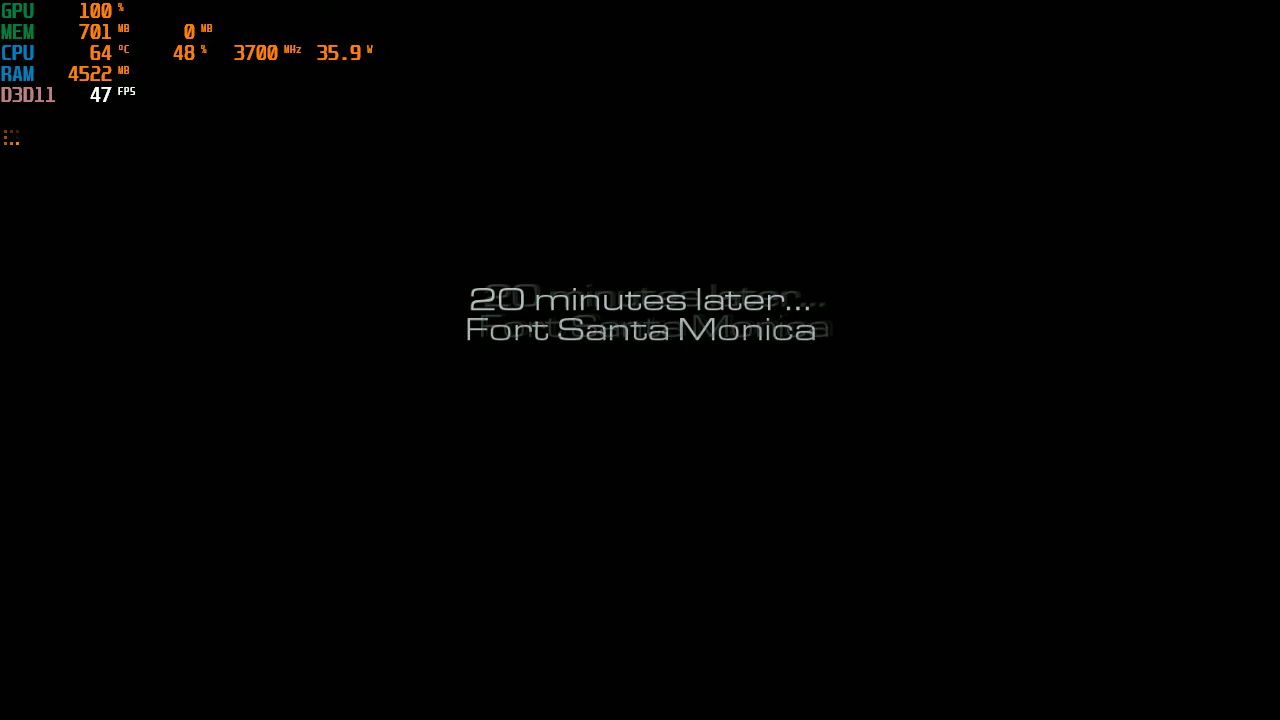 GPU 100 %
MEM 701 MB 0 MB
CPU 64 °C 48 % 3700 MHz 35.9 W
RAM 4522 MB
D3D11 47 FPS
20 minutes later...
Fort Santa Monica